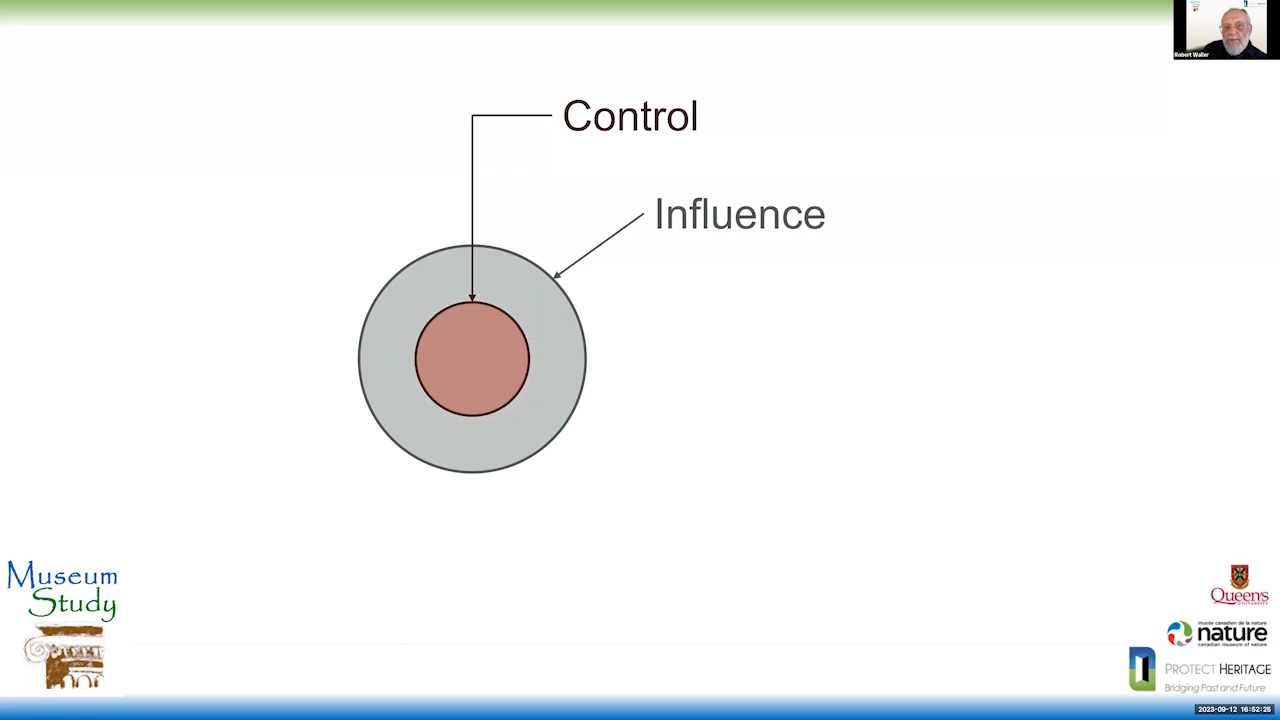 Robert Waller
Control
Influence
Museum
Study
Queen's
UNIVERSITY
musée canadien de la nature
nature
canadian museum of nature
PROTECT HERITAGE
Bridging Past and Future
2023-09-12 16:52:25